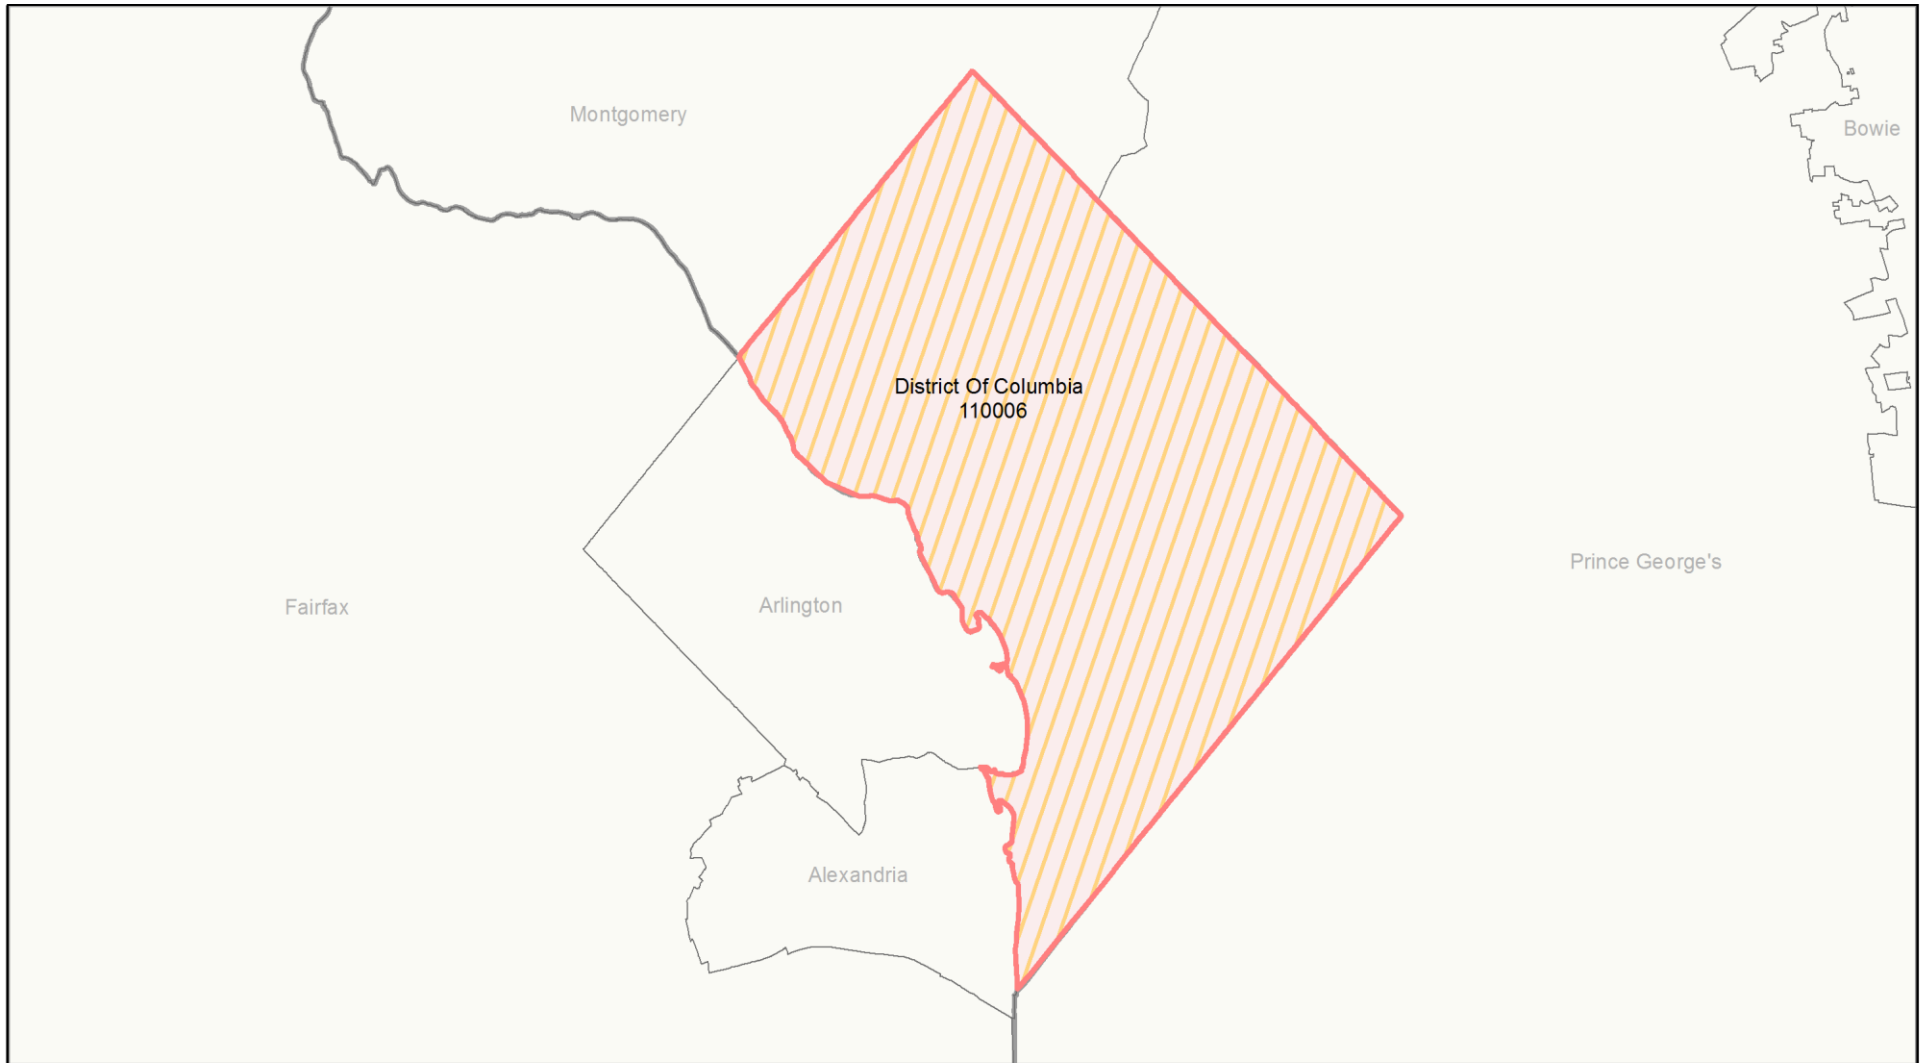 Montgomery
Bowie
District Of Columbia
110006
Prince George's
Fairfax
Arlington
Alexandria